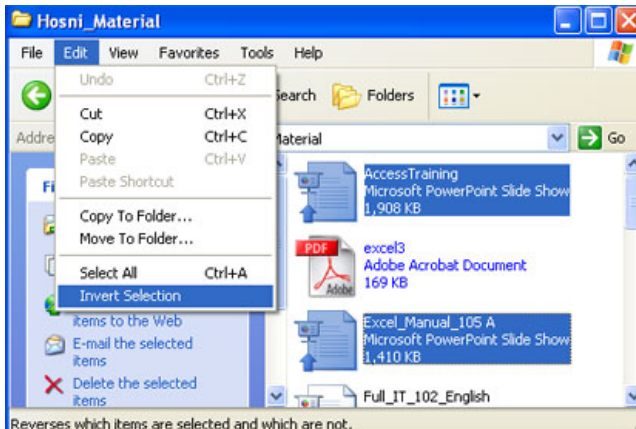 Hosni_Material
File Edit View Favorites Tools Help
Undo Ctrl+Z
Cut Ctrl+X
Copy Ctrl+C
Paste Ctrl+V
Paste Shortcut
Copy To Folder...
Move To Folder...
Select All Ctrl+A
Invert Selection
earch Folders
Addre
Material Go
items to the Web
E-mail the selected
items
Delete the selected
items
AccessTraining
Microsoft PowerPoint Slide Show
1,908 KB
PDF
Adobe
excel3
Adobe Acrobat Document
169 KB
Excel_Manual_105 A
Microsoft PowerPoint Slide Show
1,410 KB
Full_IT_102_English
Reverses which items are selected and which are not.